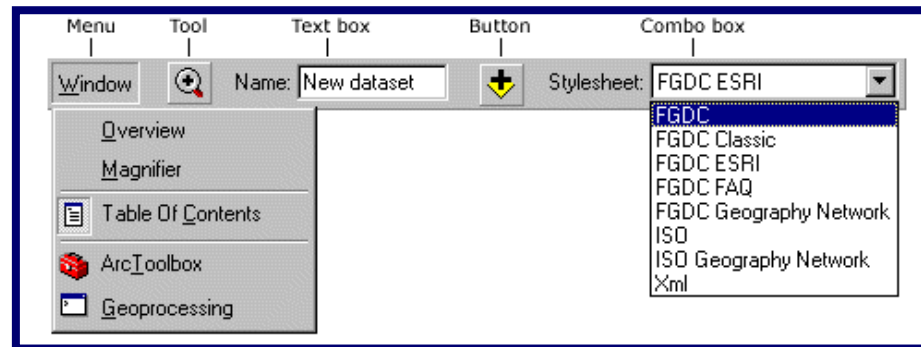 Menu Tool Text box Button Combo box
Window Name: New dataset Stylesheet: FGDC ESRI
Overview
Magnifier
Table Of Contents
ArcToolbox
Geoprocessing
FGDC
FGDC Classic
FGDC ESRI
FGDC FAQ
FGDC Geography Network
ISO
ISO Geography Network
Xml